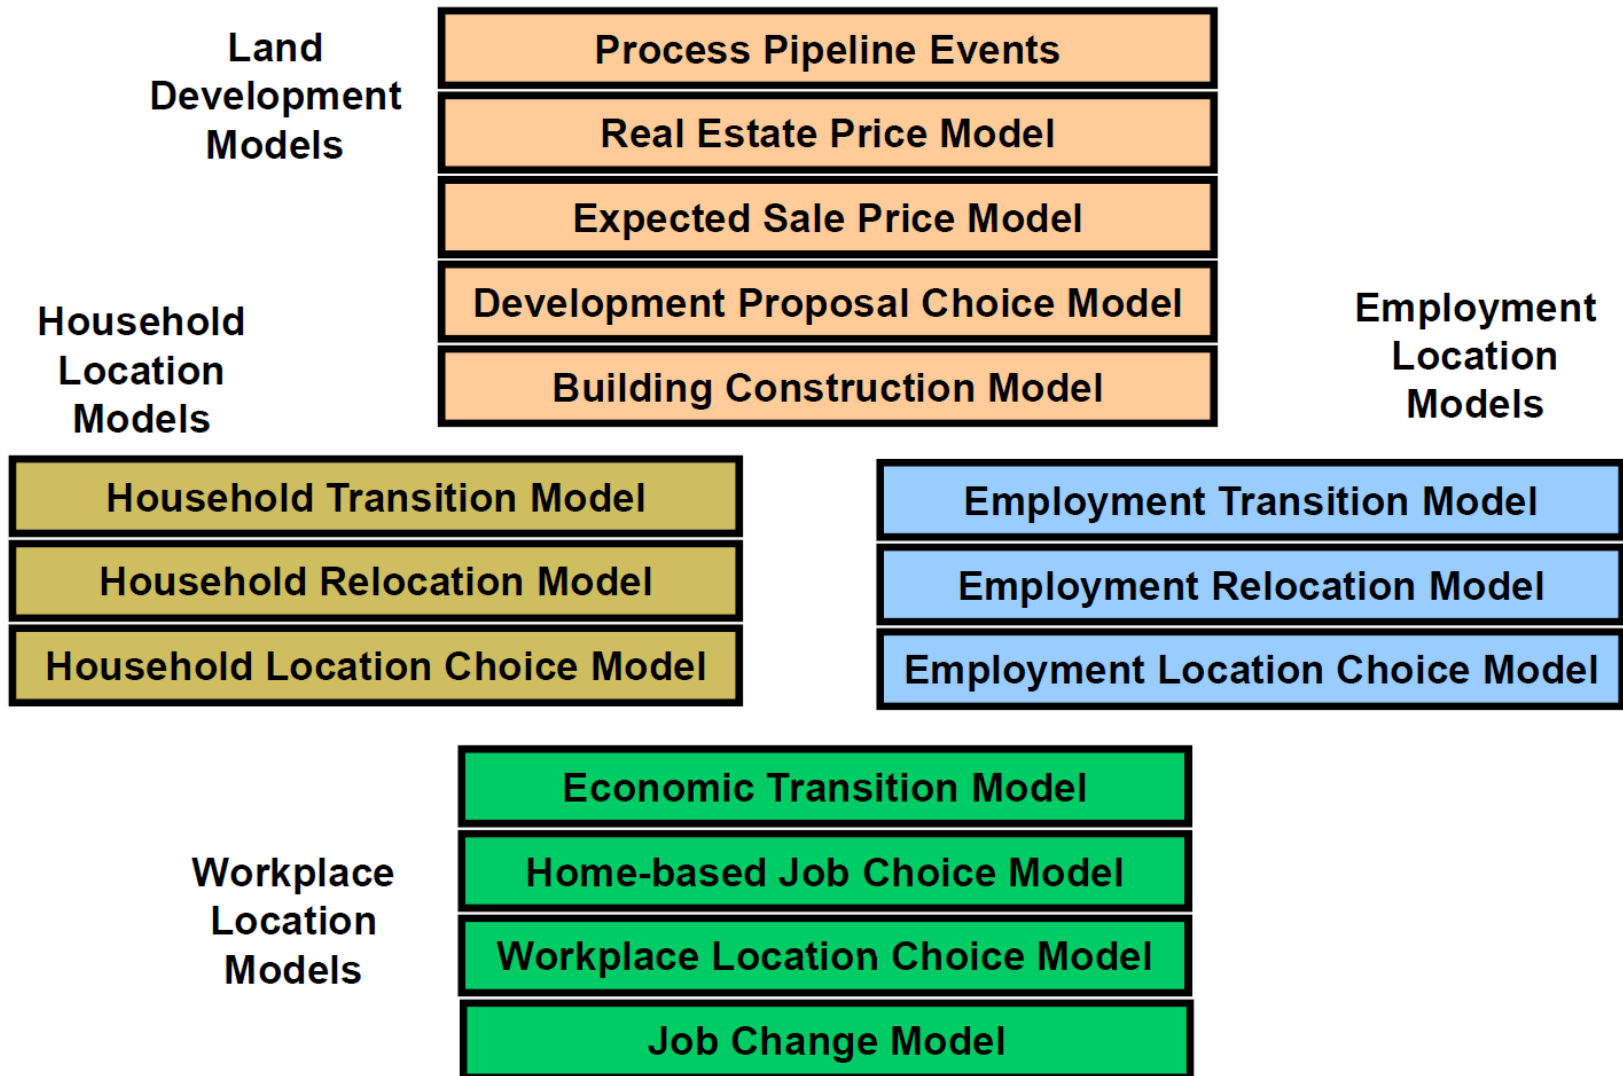 Land
Development
Models
Process Pipeline Events
Real Estate Price Model
Expected Sale Price Model
Development Proposal Choice Model
Building Construction Model
Household
Location
Models
Household Transition Model
Household Relocation Model
Household Location Choice Model
Employment
Location
Models
Employment Transition Model
Employment Relocation Model
Employment Location Choice Model
Workplace
Location
Models
Economic Transition Model
Home-based Job Choice Model
Workplace Location Choice Model
Job Change Model